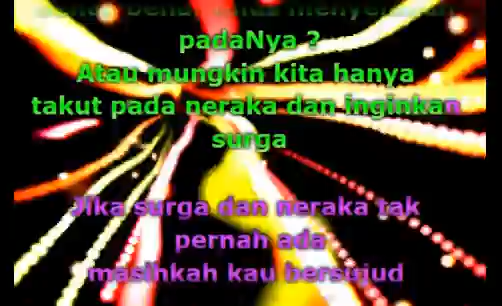 padaNya ?
Atau mungkin kita hanya
takut pada neraka dan inginkan
surga
Jika surga dan neraka tak
pernah ada
masihkah kau bersujud